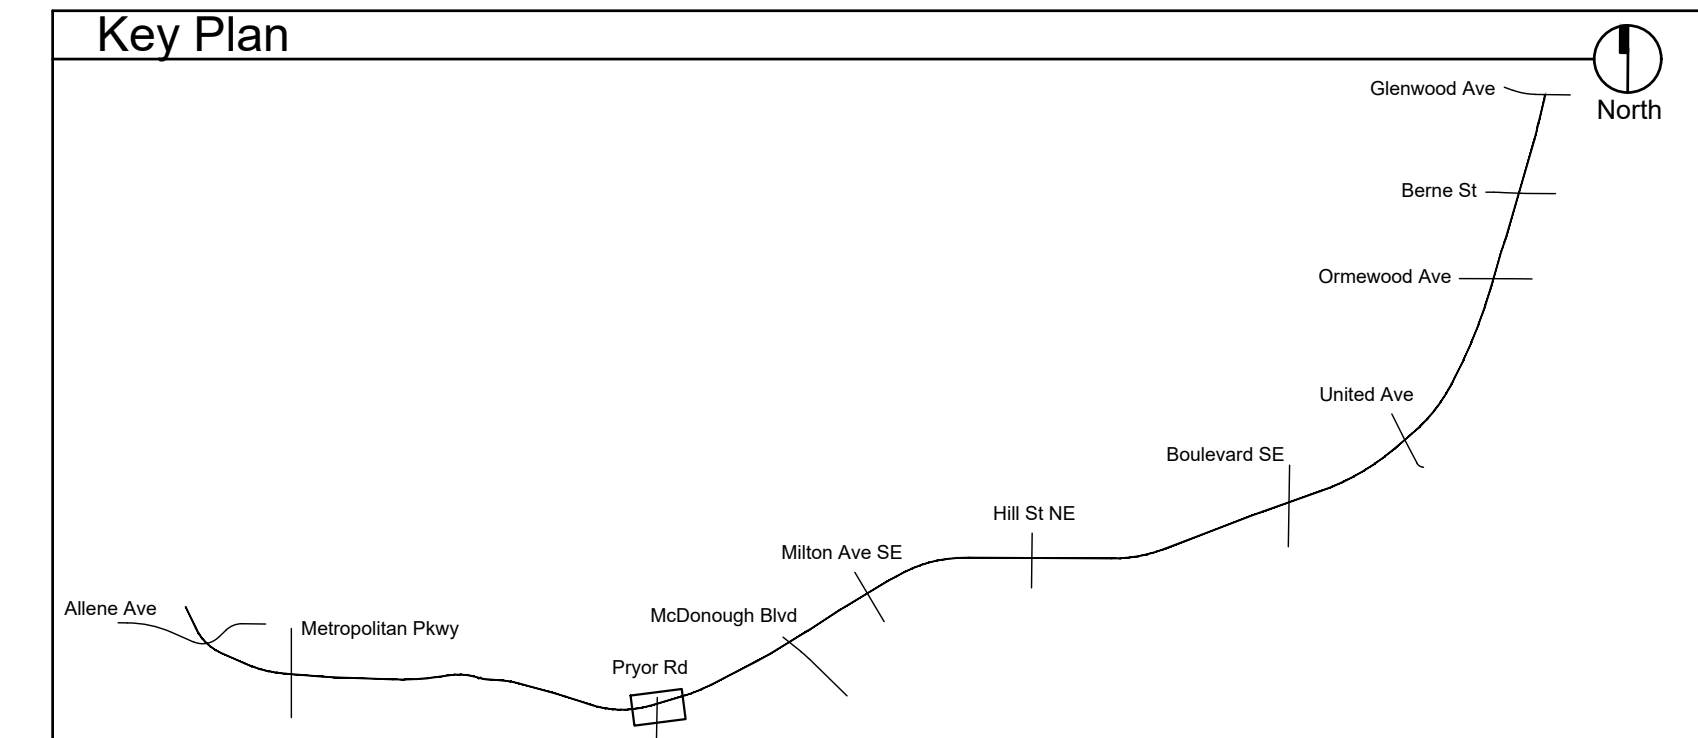 Key Plan
Glenwood Ave
North
Berne St
Ormewood Ave
United Ave
Boulevard SE
Hill St NE
Milton Ave SE
Allene Ave
McDonough Blvd
Metropolitan Pkwy
Pryor Rd